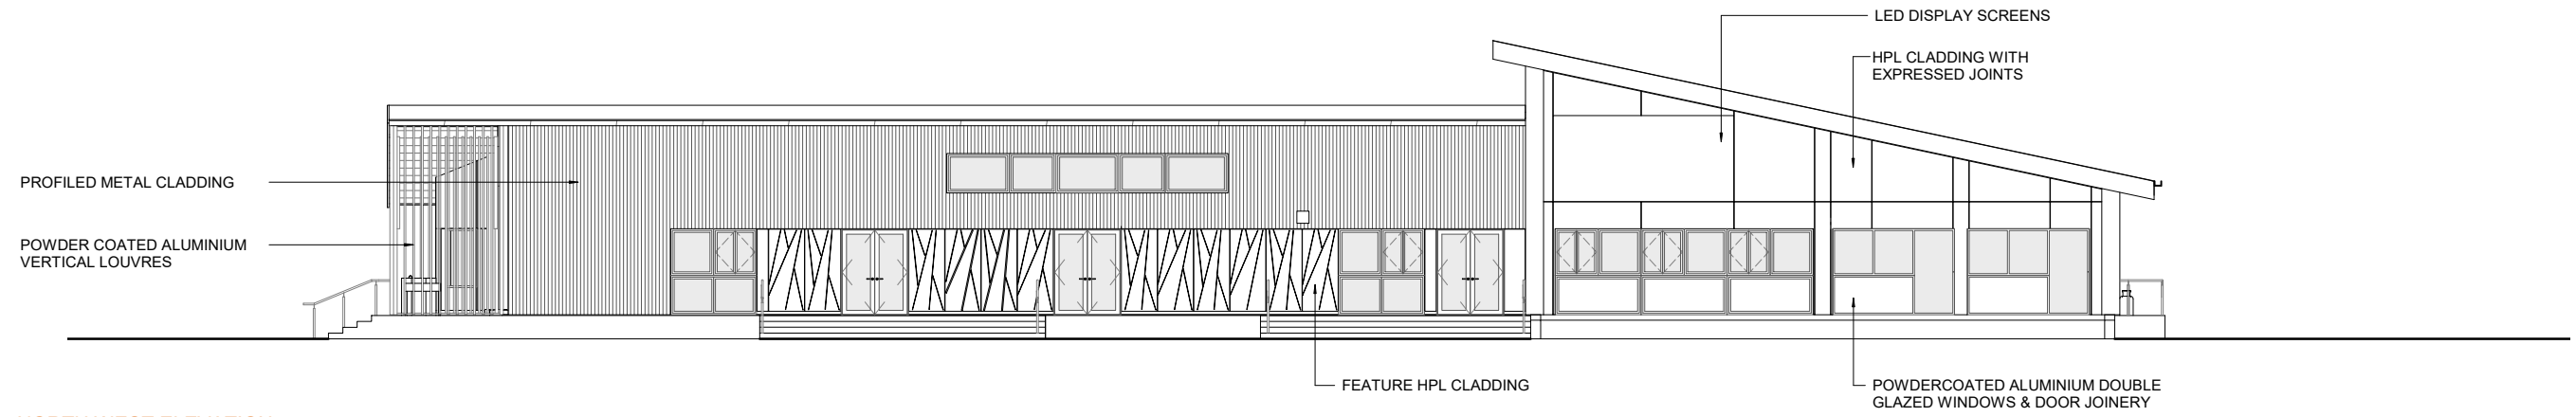 LED DISPLAY SCREENS
HPL CLADDING WITH
EXPRESSED JOINTS
PROFILED METAL CLADDING
POWDER COATED ALUMINIUM
VERTICAL LOUVRES
FEATURE HPL CLADDING
POWDERCOATED ALUMINIUM DOUBLE
GLAZED WINDOWS & DOOR JOINERY